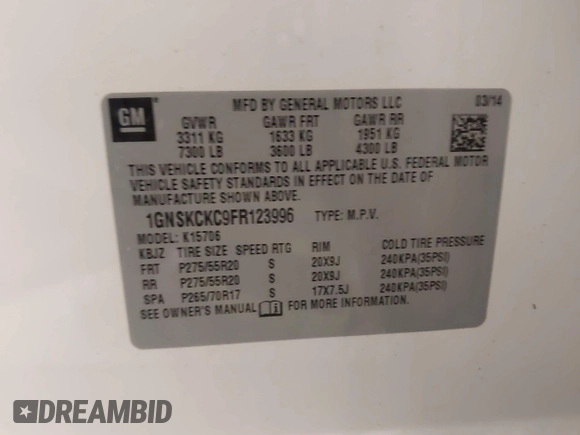 GM
MFD BY GENERAL MOTORS LLC 03/14
GVWR GAWR FRT GAWR RR
3311 KG 1633 KG 1951 KG
7300 LB 3600 LB 4300 LB
THIS VEHICLE CONFORMS TO ALL APPLICABLE U.S. FEDERAL MOTOR
VEHICLE SAFETY STANDARDS IN EFFECT ON THE DATE OF
MANUFACTURE SHOWN ABOVE.
1GNSKCKC9FR123996 TYPE: M.P.V.
MODEL: K15706
KBJZ TIRE SIZE SPEED RTG RIM COLD TIRE PRESSURE
FRT P275/55R20 S 20X9J 240KPA(35PSI)
RR P275/55R20 S 20X9J 240KPA(35PSI)
SPA P265/70R17 S 17X7.5J 240KPA(35PSI)
SEE OWNER'S MANUAL FOR MORE INFORMATION.
DREAMBID